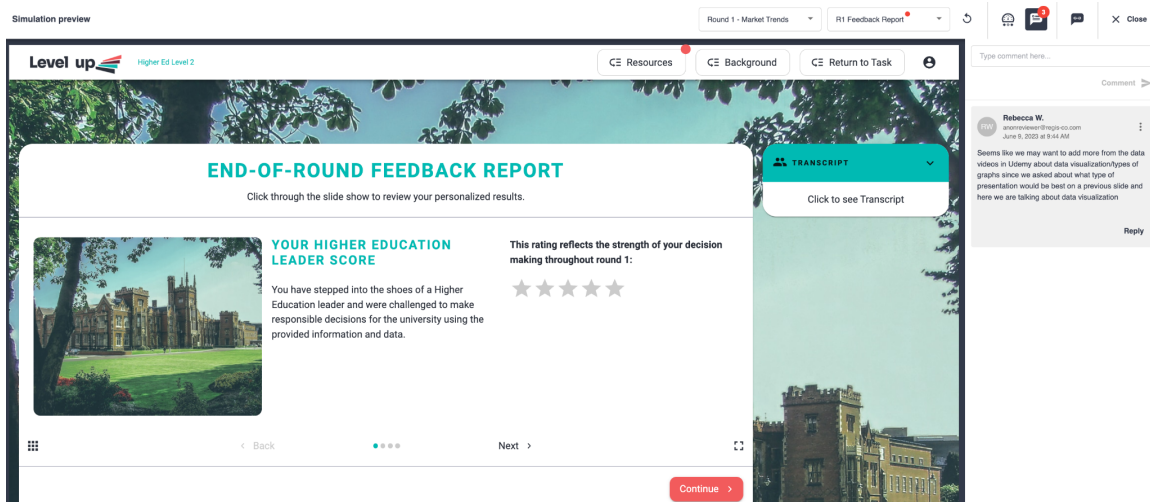 Simulation preview
Round 1 - Market Trends
R1 Feedback Report
3
Close
Level up
Higher Ed Level 2
Resources
Background
Return to Task
Type comment here...
Comment
RW
Rebecca W.
anonreviewer@regis-co.com
June 9, 2023 at 9:44 AM
Seems like we may want to add more from the data
videos in Udemy about data visualization/types of
graphs since we asked about what type of
presentation would be best on a previous slide and
here we are talking about data visualization
Reply
END-OF-ROUND FEEDBACK REPORT
Click through the slide show to review your personalized results.
TRANSCRIPT
Click to see Transcript
YOUR HIGHER EDUCATION
LEADER SCORE
You have stepped into the shoes of a Higher
Education leader and were challenged to make
responsible decisions for the university using the
provided information and data.
This rating reflects the strength of your decision
making throughout round 1:
Back
Next
Continue